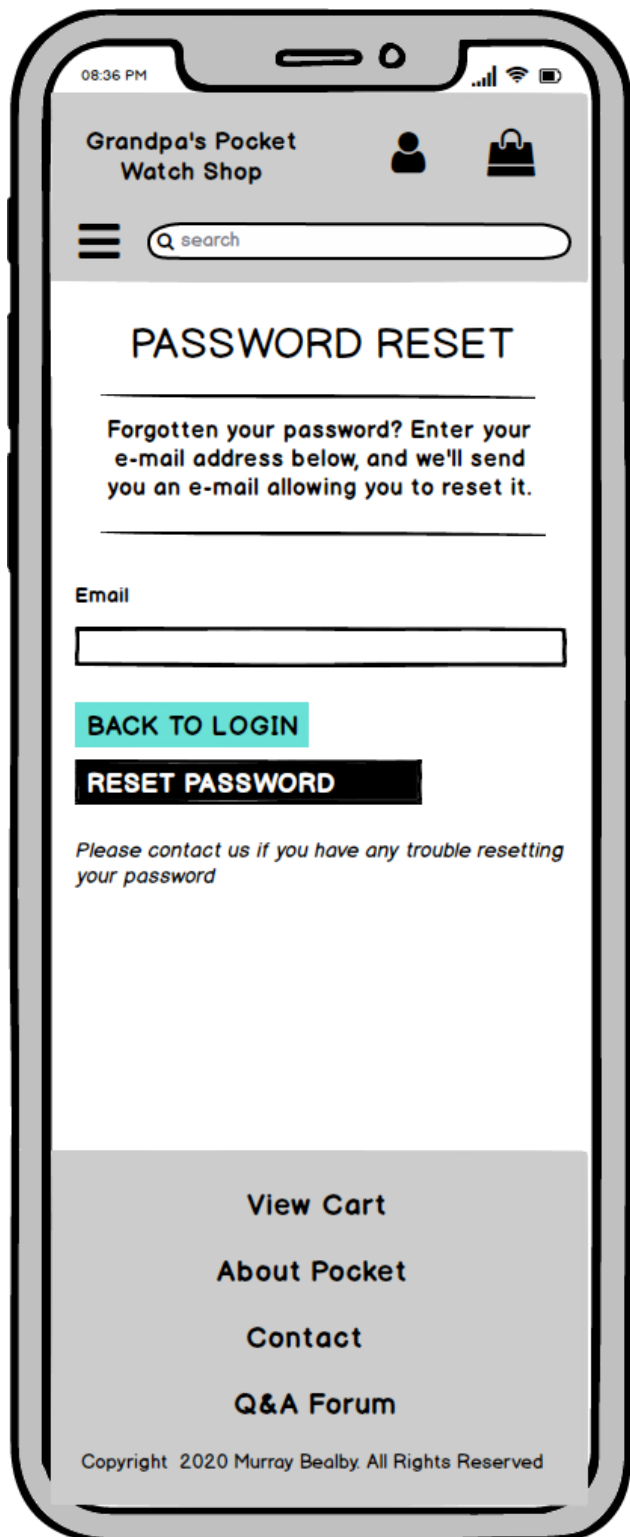 08:36 PM
Grandpa's Pocket
Watch Shop
search
PASSWORD RESET
Forgotten your password? Enter your
e-mail address below, and we'll send
you an e-mail allowing you to reset it.
Email
BACK TO LOGIN
RESET PASSWORD
Please contact us if you have any trouble resetting
your password
View Cart
About Pocket
Contact
Q&A Forum
Copyright 2020 Murray Bealby. All Rights Reserved